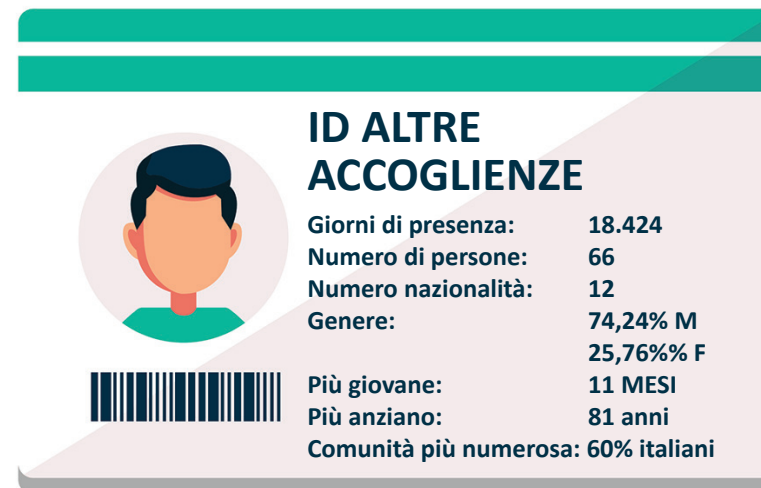 ID ALTRE
ACCOGLIENZE
Giorni di presenza: 18.424
Numero di persone: 66
Numero nazionalità: 12
Genere: 74,24% M
25,76%% F
Più giovane: 11 MESI
Più anziano: 81 anni
Comunità più numerosa: 60% italiani